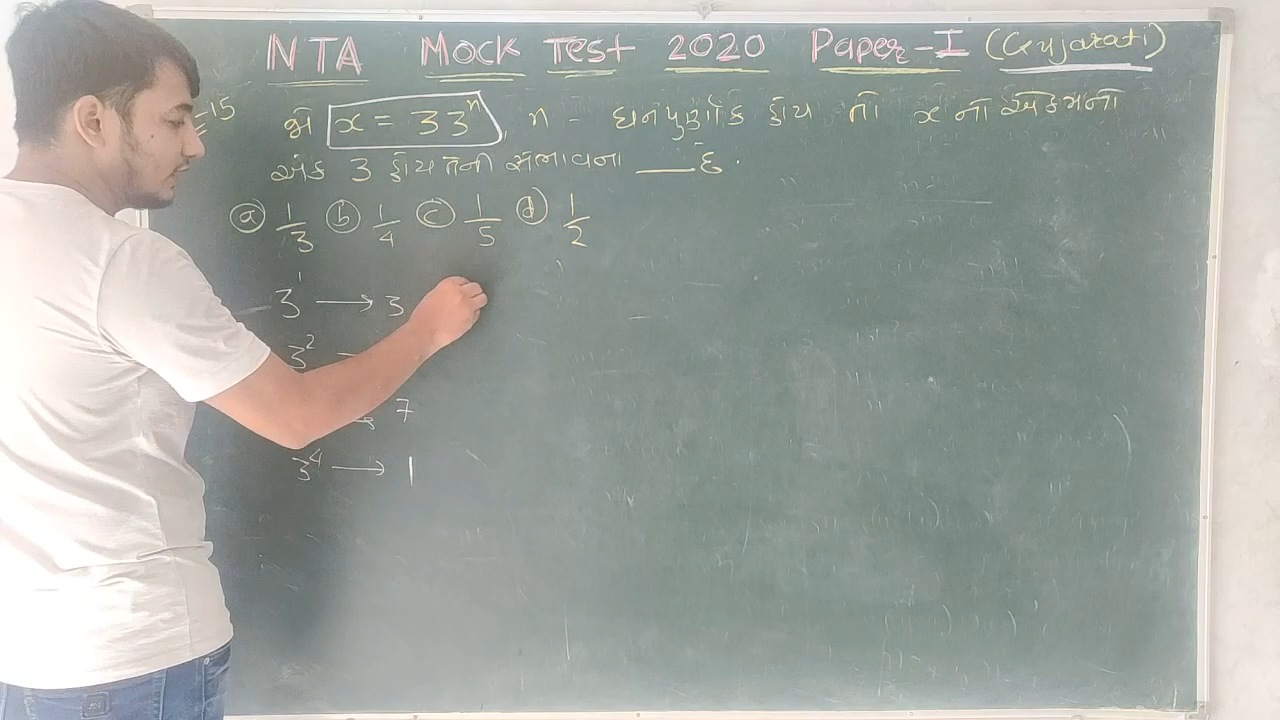 NTA Mock Test 2020 Paper-I (Gujarati)
15 જો x = 33ⁿ, n - ધનપુર્ણાંક હોય તો x ના એકમનો
અંક 3 હોય તેની સંભાવના ____ છે.
(a) 1/3 (b) 1/4 (c) 1/5 (d) 1/2
3¹ → 3
3²
→ 7
3⁴ → 1